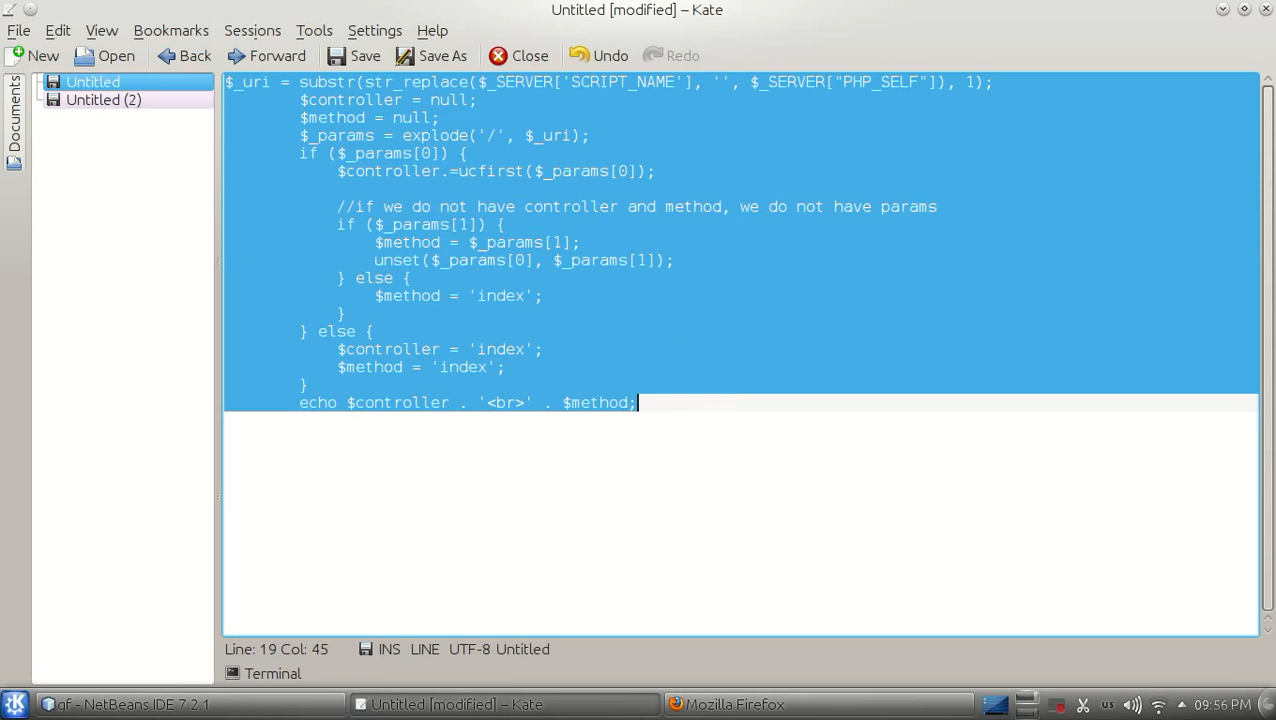 Untitled [modified] – Kate
File Edit View Bookmarks Sessions Tools Settings Help
New Open Back Forward Save Save As Close Undo Redo
Documents
Untitled
Untitled (2)
$_uri = substr(str_replace($_SERVER['SCRIPT_NAME'], '', $_SERVER["PHP_SELF"]), 1);
$controller = null;
$method = null;
$_params = explode('/', $_uri);
if ($_params[0]) {
$controller.=ucfirst($_params[0]);
//if we do not have controller and method, we do not have params
if ($_params[1]) {
$method = $_params[1];
unset($_params[0], $_params[1]);
} else {
$method = 'index';
}
} else {
$controller = 'index';
$method = 'index';
}
echo $controller . '<br>' . $method;
Line: 19 Col: 45 INS LINE UTF-8 Untitled
Terminal
qf - NetBeans IDE 7.2.1 Untitled [modified] – Kate Mozilla Firefox us 09:56 PM